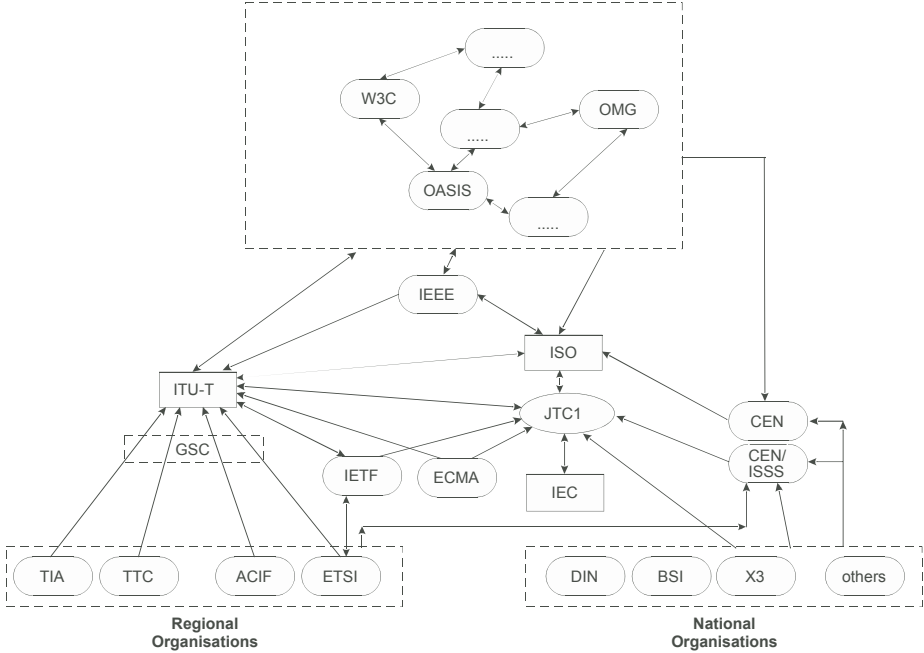 .....
W3C
OMG
.....
OASIS
.....
IEEE
ISO
ITU-T
JTC1
CEN
GSC
CEN/
ISSS
IETF
ECMA
IEC
TIA
TTC
ACIF
ETSI
DIN
BSI
X3
others
Regional
Organisations
National
Organisations